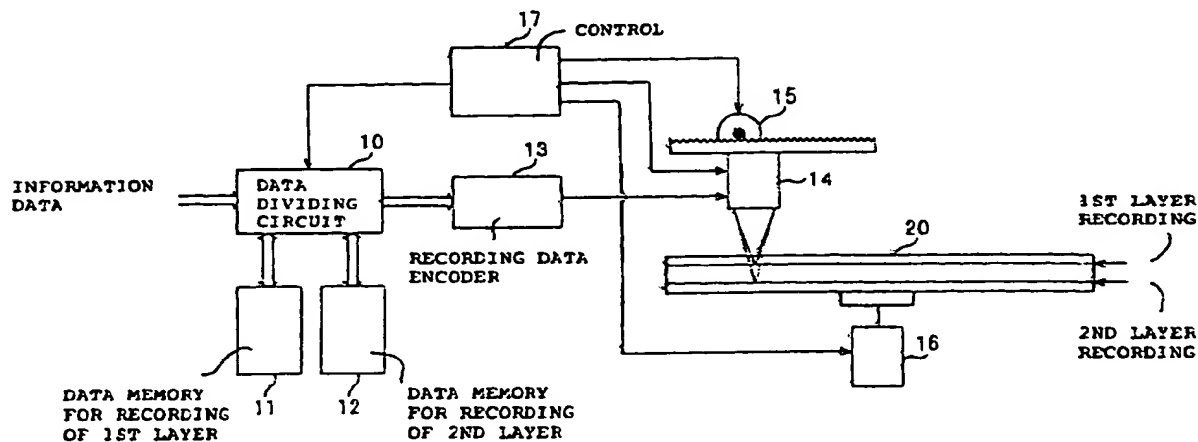 17
CONTROL
15
10
13
INFORMATION
DATA
DATA
DIVIDING
CIRCUIT
14
1ST LAYER
RECORDING
20
RECORDING DATA
ENCODER
2ND LAYER
RECORDING
16
DATA MEMORY
FOR RECORDING
OF 1ST LAYER
11
12
DATA MEMORY
FOR RECORDING
OF 2ND LAYER